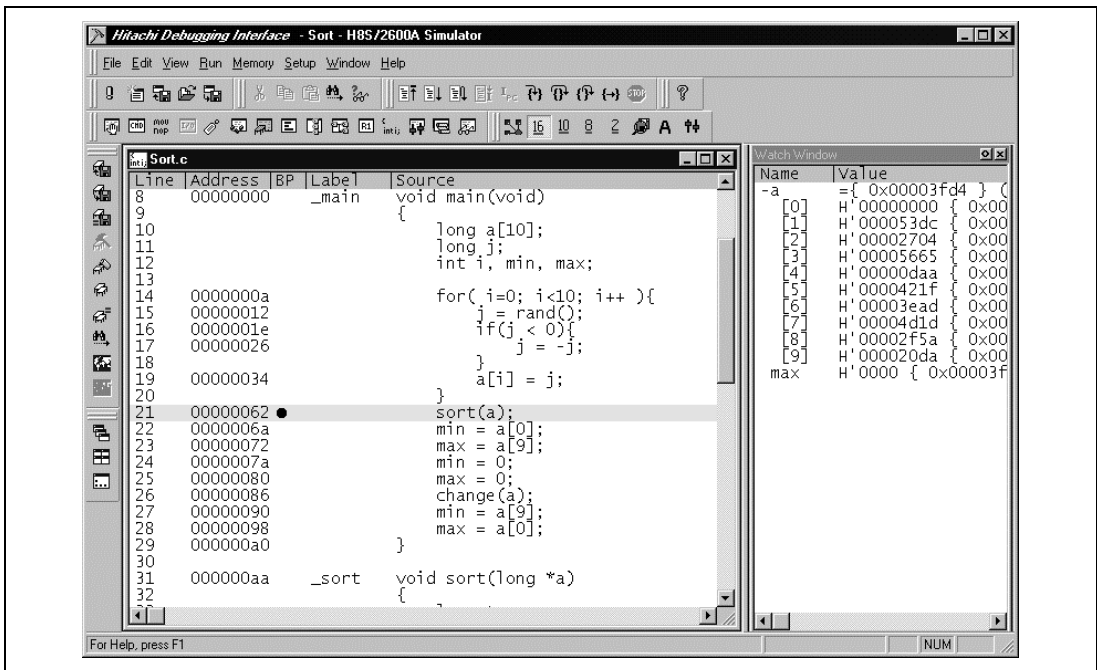 Hitachi Debugging Interface - Sort - H8S/2600A Simulator
File Edit View Run Memory Setup Window Help
16 10 8 2 A
Sort.c
Line Address BP Label Source
8 00000000 _main void main(void)
9 {
10 long a[10];
11 long j;
12 int i, min, max;
13
14 0000000a for( i=0; i<10; i++ ){
15 00000012 j = rand();
16 0000001e if(j < 0){
17 00000026 j = -j;
18 }
19 00000034 a[i] = j;
20 }
21 00000062 ● sort(a);
22 0000006a min = a[0];
23 00000072 max = a[9];
24 0000007a min = 0;
25 00000080 max = 0;
26 00000086 change(a);
27 00000090 min = a[9];
28 00000098 max = a[0];
29 000000a0 }
30
31 000000aa _sort void sort(long *a)
32 {
Watch Window
Name Value
-a ={ 0x00003fd4 } (
[0] H'00000000 { 0x00
[1] H'000053dc { 0x00
[2] H'00002704 { 0x00
[3] H'00005665 { 0x00
[4] H'00000daa { 0x00
[5] H'0000421f { 0x00
[6] H'00003ead { 0x00
[7] H'00004d1d { 0x00
[8] H'00002f5a { 0x00
[9] H'000020da { 0x00
max H'0000 { 0x00003f
For Help, press F1
NUM